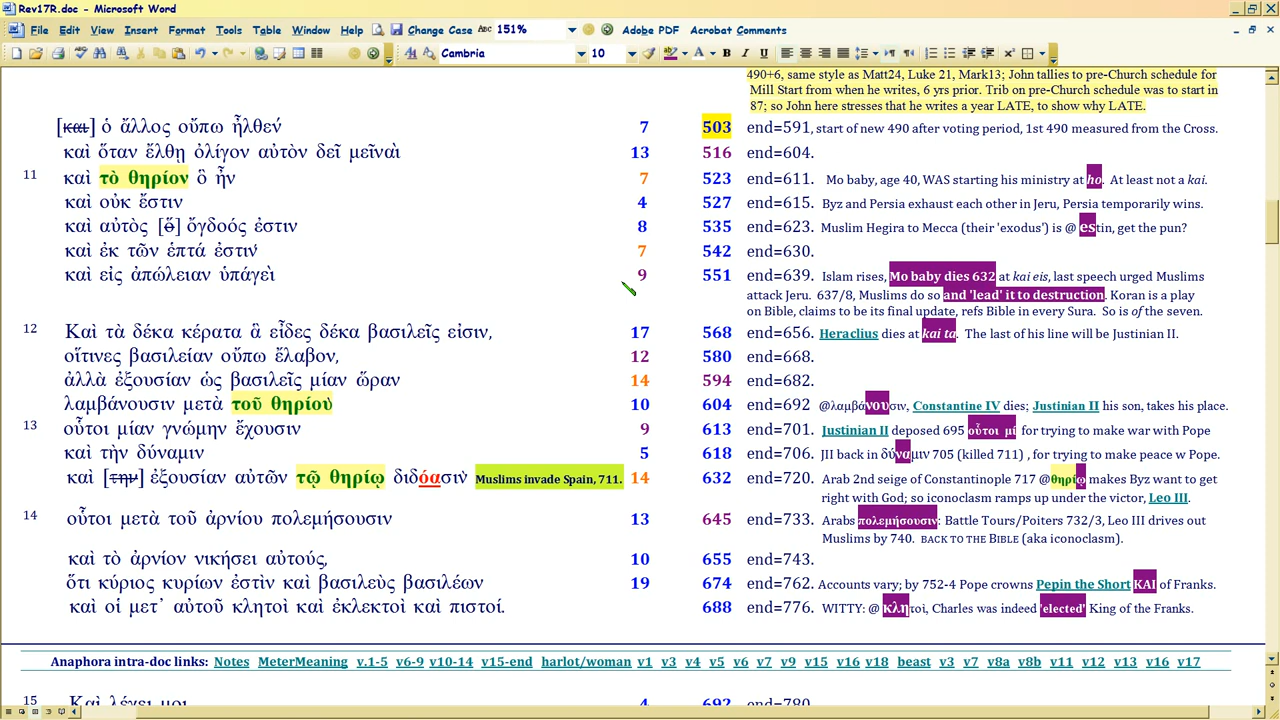 Rev17R.doc - Microsoft Word
File Edit View Insert Format Tools Table Window Help Change Case ABC 151% Adobe PDF Acrobat Comments
Cambria 10 B I U
490+6, same style as Matt24, Luke 21, Mark13; John tallies to pre-Church schedule for
Mill Start from when he writes, 6 yrs prior. Trib on pre-Church schedule was to start in
87; so John here stresses that he writes a year LATE, to show why LATE.
[και] ὁ ἄλλος οὔπω ἦλθεν́ 7 503 end=591, start of new 490 after voting period, 1st 490 measured from the Cross.
καὶ ὅταν ἔλθῃ ὀλίγον αὐτὸν δεῖ μεῖναὶ 13 516 end=604.
11 καὶ τὸ θηρίον ὃ ἦν 7 523 end=611. Mo baby, age 40, WAS starting his ministry at ho. At least not a kai.
καὶ οὐκ ἔστιν 4 527 end=615. Byz and Persia exhaust each other in Jeru, Persia temporarily wins.
καὶ αὐτὸς [ὅ] ὄγδοός ἐστιν 8 535 end=623. Muslim Hegira to Mecca (their 'exodus') is @ estin, get the pun?
καὶ ἐκ τῶν ἑπτά ἐστιν́ 7 542 end=630.
καὶ εἰς ἀπώλειαν ὑπάγεὶ 9 551 end=639. Islam rises, Mo baby dies 632 at kai eis, last speech urged Muslims
attack Jeru. 637/8, Muslims do so and 'lead' it to destruction. Koran is a play
on Bible, claims to be its final update, refs Bible in every Sura. So is of the seven.
12 Καὶ τὰ δέκα κέρατα ἃ εἶδες δέκα βασιλεῖς εἰσιν, 17 568 end=656. Heraclius dies at kai ta. The last of his line will be Justinian II.
οἵτινες βασιλείαν οὔπω ἔλαβον, 12 580 end=668.
ἀλλὰ ἐξουσίαν ὡς βασιλεῖς μίαν ὥραν 14 594 end=682.
λαμβάνουσιν μετὰ τοῦ θηρίοὺ 10 604 end=692 @λαμβάνουσιν, Constantine IV dies; Justinian II his son, takes his place.
13 οὗτοι μίαν γνώμην ἔχουσιν 9 613 end=701. Justinian II deposed 695 οὗτοι μί for trying to make war with Pope
καὶ τὴν δύναμιν 5 618 end=706. JII back in δύναμιν 705 (killed 711) , for trying to make peace w Pope.
καὶ [την] ἐξουσίαν αὐτῶν τῷ θηρίῳ διδόασιν̀ Muslims invade Spain, 711. 14 632 end=720. Arab 2nd seige of Constantinople 717 @θηρίῳ makes Byz want to get
right with God; so iconoclasm ramps up under the victor, Leo III.
14 οὗτοι μετὰ τοῦ ἀρνίου πολεμήσουσιν 13 645 end=733. Arabs πολεμήσουσιν: Battle Tours/Poiters 732/3, Leo III drives out
Muslims by 740. BACK TO THE BIBLE (aka iconoclasm).
καὶ τὸ ἀρνίον νικήσει αὐτούς, 10 655 end=743.
ὅτι κύριος κυρίων ἐστὶν καὶ βασιλεὺς βασιλέων 19 674 end=762. Accounts vary; by 752-4 Pope crowns Pepin the Short ΚΑΙ of Franks.
καὶ οἱ μετ᾽ αὐτοῦ κλητοὶ καὶ ἐκλεκτοὶ καὶ πιστοί. 688 end=776. WITTY: @ κλητοὶ, Charles was indeed 'elected' King of the Franks.
Anaphora intra-doc links: Notes MeterMeaning v.1-5 v6-9 v10-14 v15-end harlot/woman v1 v3 v4 v5 v6 v7 v9 v15 v16 v18 beast v3 v7 v8a v8b v11 v12 v13 v16 v17
15 Καὶ λέγει μοι 4 692 end=780